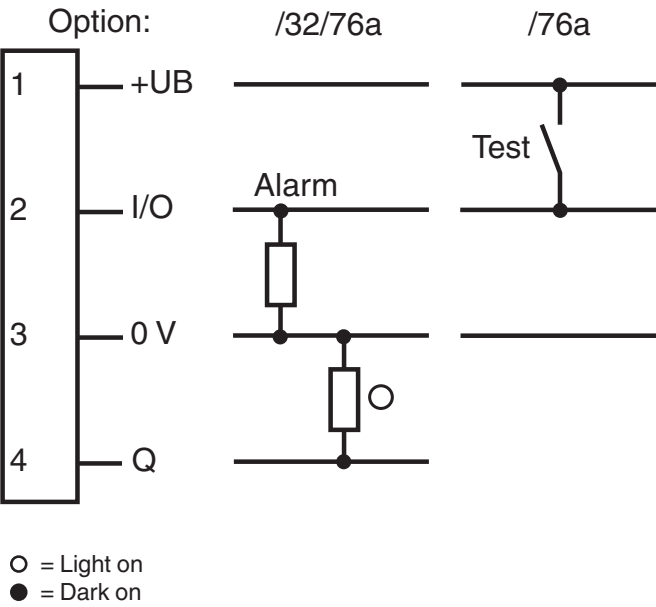 Option: /32/76a /76a
1 +UB
Test
Alarm
2 I/O
3 0 V
4 Q
= Light on
= Dark on